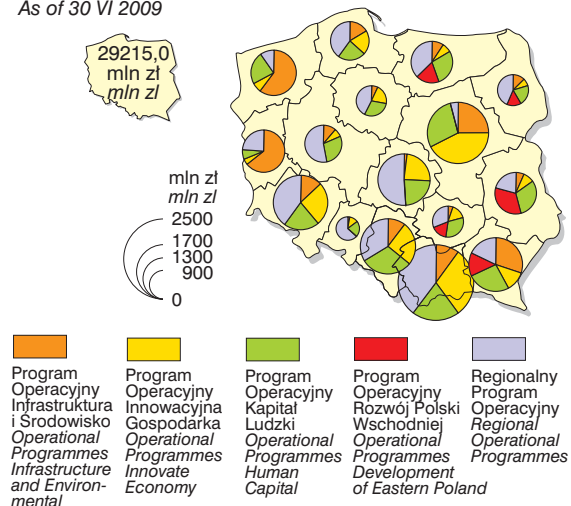 As of 30 VI 2009
29215,0
mln zł
mln zl
mln zł
mln zl
2500
1700
1300
900
0
Program
Operacyjny
Infrastruktura
i Środowisko
Operational
Programmes
Infrastructure
and Environ-
mental
Program
Operacyjny
Innowacyjna
Gospodarka
Operational
Programmes
Innovate
Economy
Program
Operacyjny
Kapitał
Ludzki
Operational
Programmes
Human
Capital
Program
Operacyjny
Rozwój Polski
Wschodniej
Operational
Programmes
Development
of Eastern Poland
Regionalny
Program
Operacyjny
Regional
Operational
Programmes